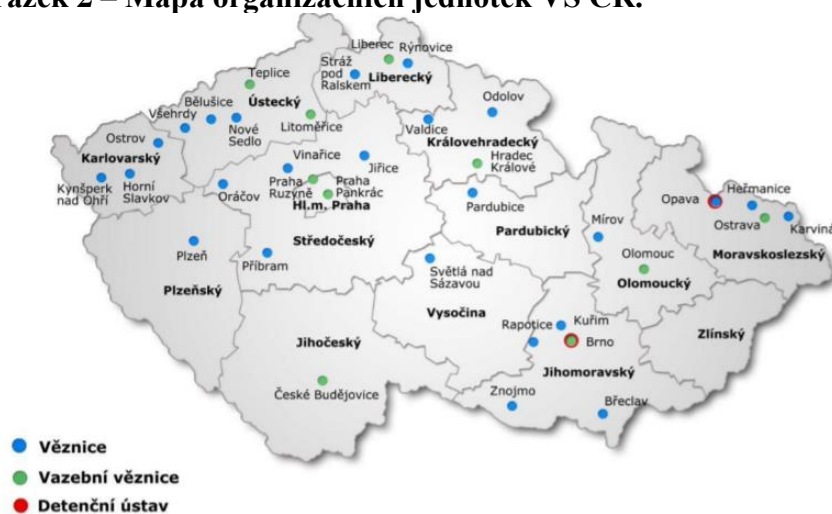 rázek 2 – Mapa organizačních jednotek VS ČR.
Liberec
Rýnovice
Stráž
pod
Ralskem
Liberecký
Teplice
Ústecký
Bělušice
Všehrdy
Nové
Sedlo
Litoměřice
Odolov
Valdice
Královehradecký
Hradec
Králové
Ostrov
Karlovarský
Kynšperk
nad Ohří
Horní
Slavkov
Vinařice
Jiřice
Praha
Ruzyně
Praha
Pankrác
Hl.m. Praha
Oráčov
Středočeský
Příbram
Pardubice
Pardubický
Mírov
Opava
Heřmanice
Ostrava
Karviná
Moravskoslezský
Olomouc
Olomoucký
Plzeň
Plzeňský
Světlá nad
Sázavou
Vysočina
Rapotice
Kuřim
Brno
Jihomoravský
Zlínský
Jihočeský
České Budějovice
Znojmo
Břeclav
Věznice
Vazební věznice
Detenční ústav